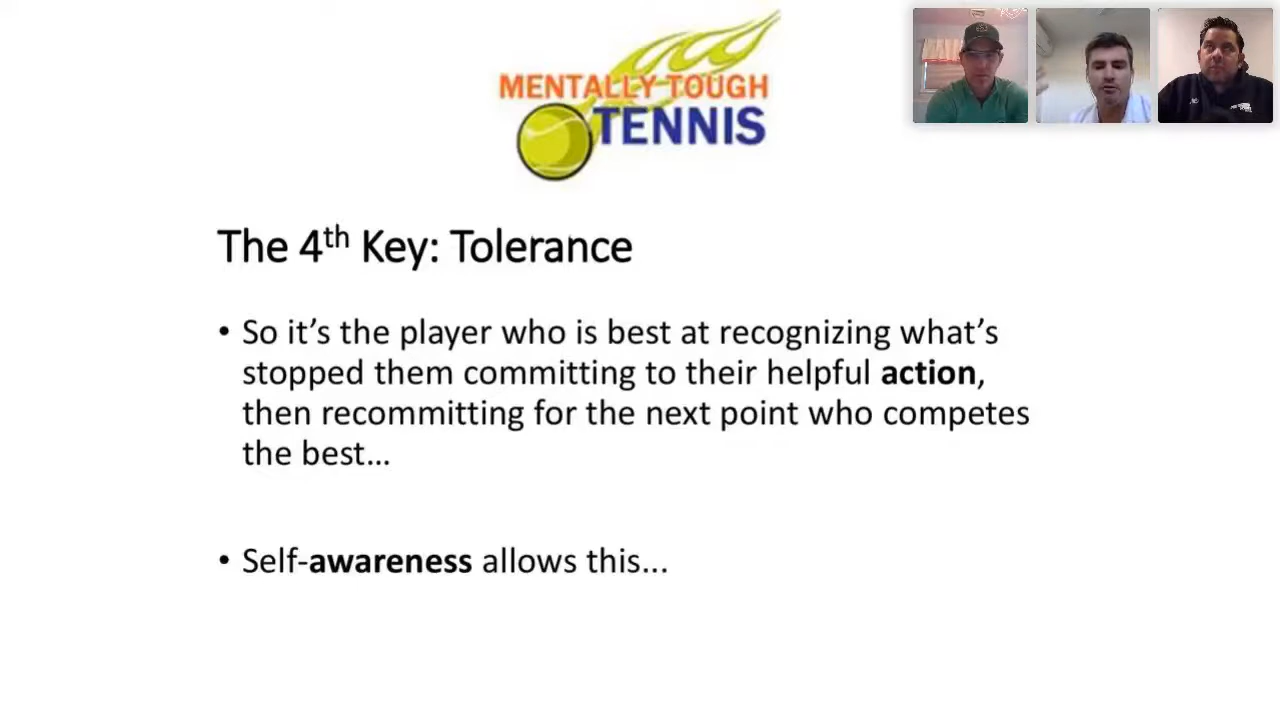 MENTALLY TOUGH
TENNIS
The 4th Key: Tolerance
• So it's the player who is best at recognizing what's
stopped them committing to their helpful action,
then recommitting for the next point who competes
the best...
• Self-awareness allows this...